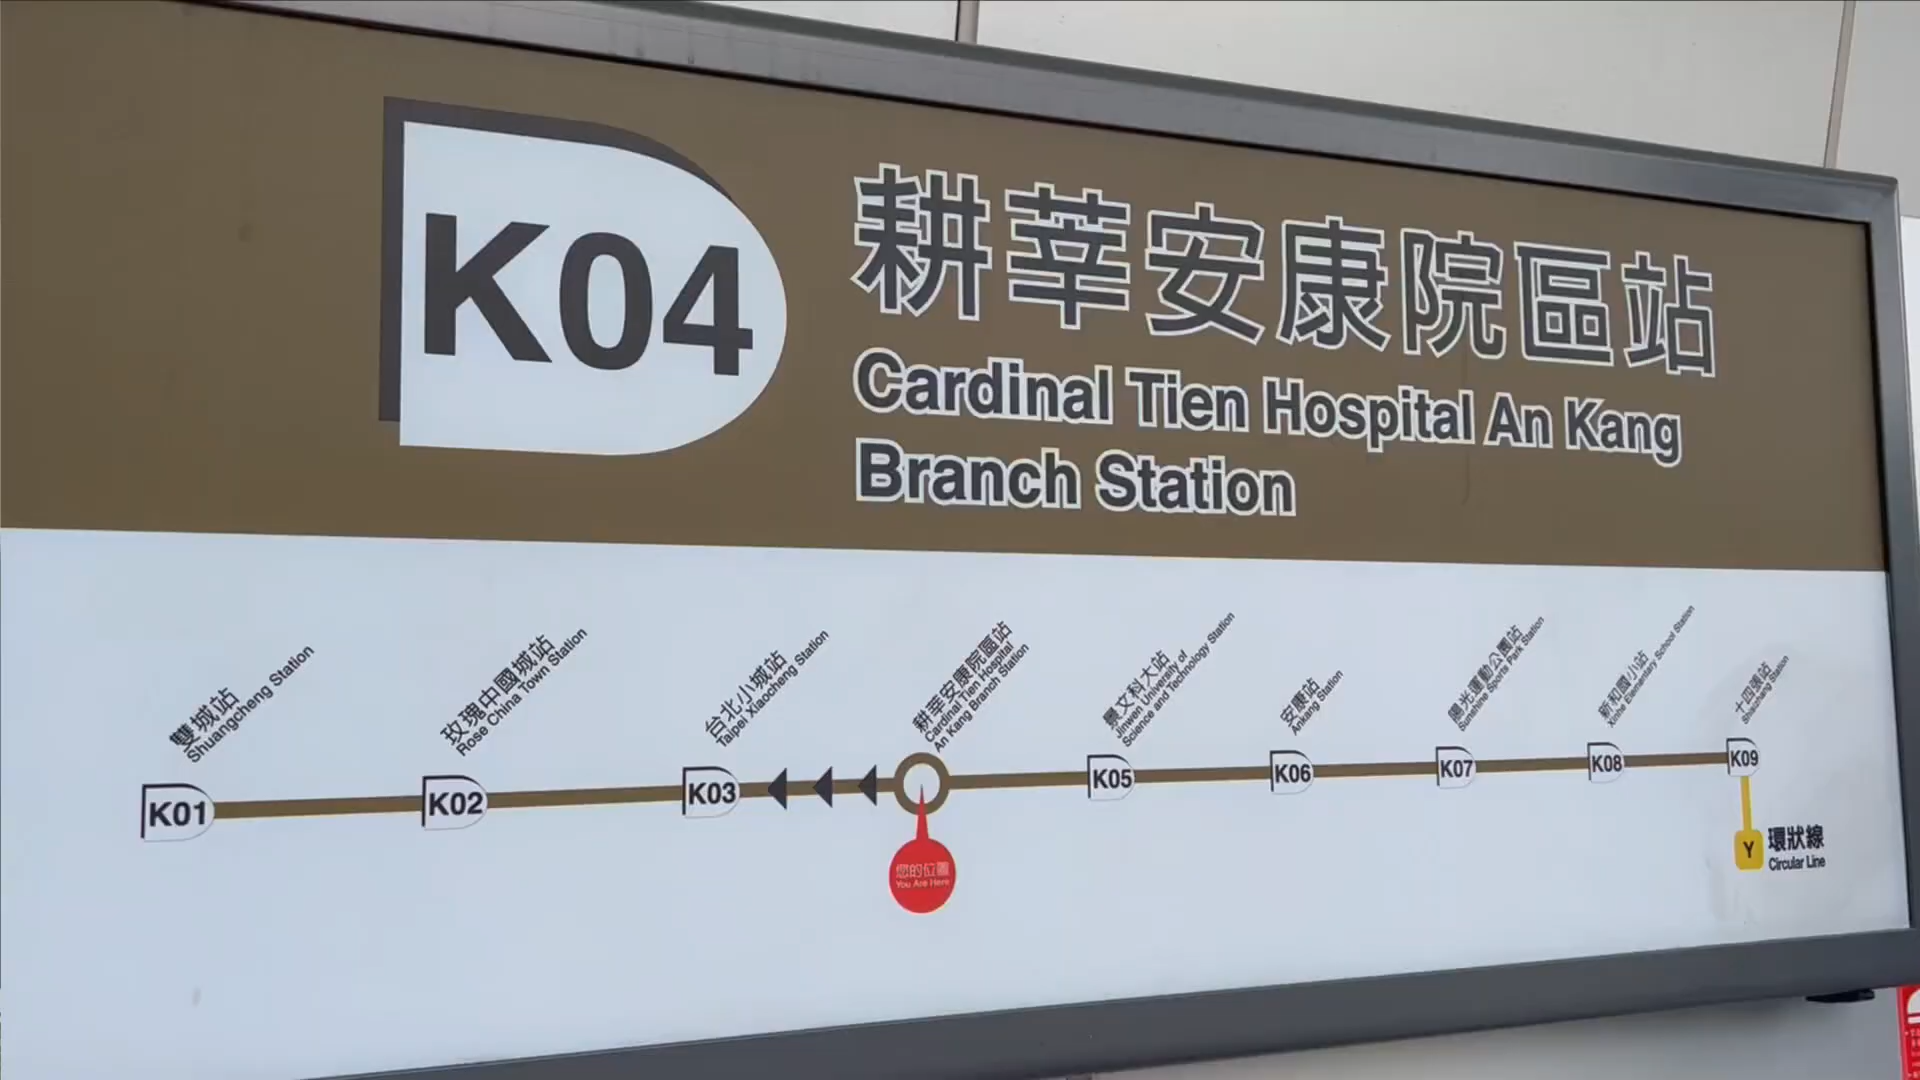 K04
耕莘安康院區站
Cardinal Tien Hospital An Kang
Branch Station
雙城站
Shuangcheng Station
玫瑰中國城站
Rose China Town Station
台北小城站
Taipei Xiaocheng Station
耕莘安康院區站
Cardinal Tien Hospital
An Kang Branch Station
景文科大站
Jinwen University of
Science and Technology Station
安康站
Ankang Station
陽光運動公園站
Sunshine Sports Park Station
新和國小站
Xinhe Elementary School Station
十四張站
Shisizhang Station
K01
K02
K03
K05
K06
K07
K08
K09
您的位置
You Are Here
Y
環狀線
Circular Line